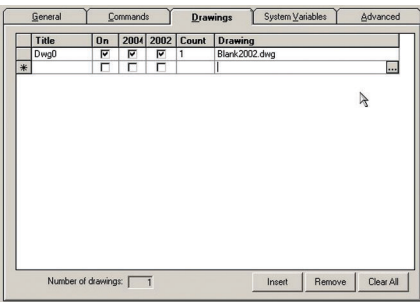 General Commands Drawings System Variables Advanced
Title On 2004 2002 Count Drawing
Dwg0 1 Blank2002.dwg
* ...
Number of drawings: 1 Insert Remove Clear All